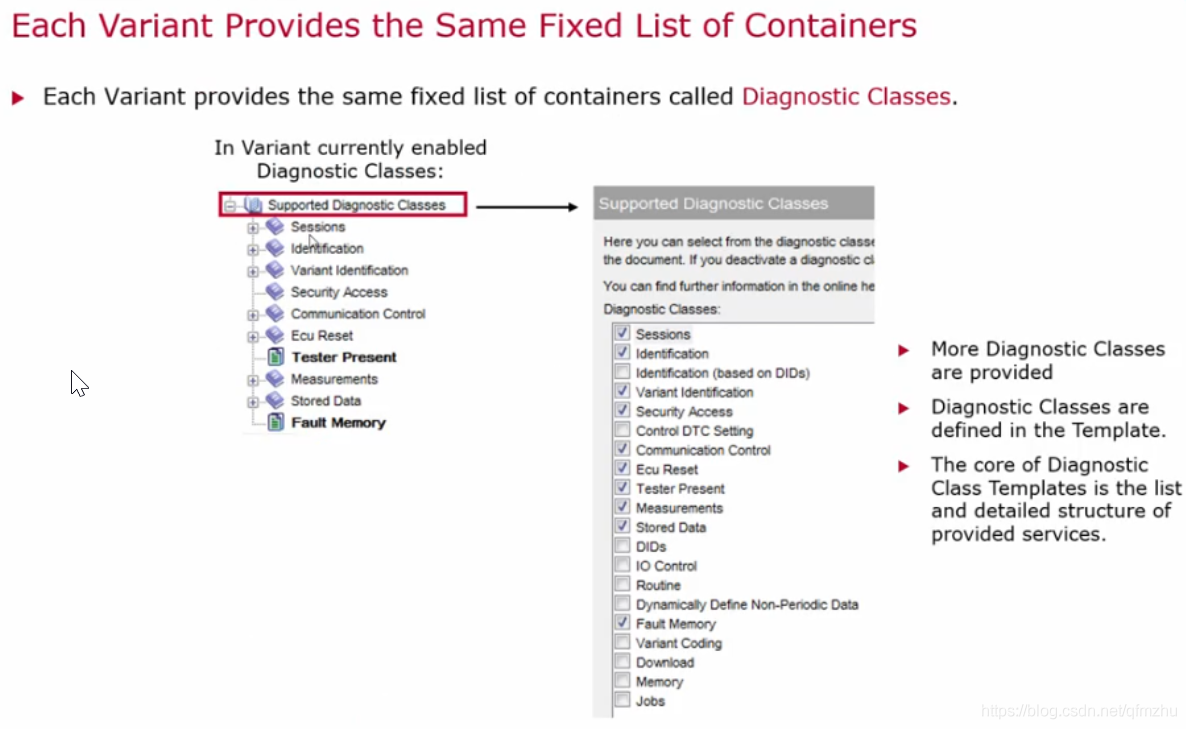 Each Variant Provides the Same Fixed List of Containers
Each Variant provides the same fixed list of containers called Diagnostic Classes.
In Variant currently enabled
Diagnostic Classes:
Supported Diagnostic Classes
Sessions
Identification
Variant Identification
Security Access
Communication Control
Ecu Reset
Tester Present
Measurements
Stored Data
Fault Memory
Supported Diagnostic Classes
Here you can select from the diagnostic classe
the document. If you deactivate a diagnostic cl
You can find further information in the online he
Diagnostic Classes:
Sessions
Identification
Identification (based on DIDs)
Variant Identification
Security Access
Control DTC Setting
Communication Control
Ecu Reset
Tester Present
Measurements
Stored Data
DIDs
IO Control
Routine
Dynamically Define Non-Periodic Data
Fault Memory
Variant Coding
Download
Memory
Jobs
More Diagnostic Classes
are provided
Diagnostic Classes are
defined in the Template.
The core of Diagnostic
Class Templates is the list
and detailed structure of
provided services.
https://blog.csdn.net/qfmzhu